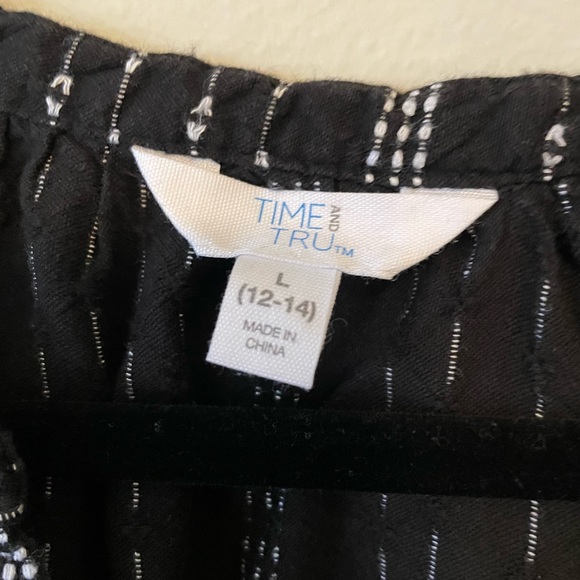 TIME AND
TRU™
L
(12-14)
MADE IN
CHINA